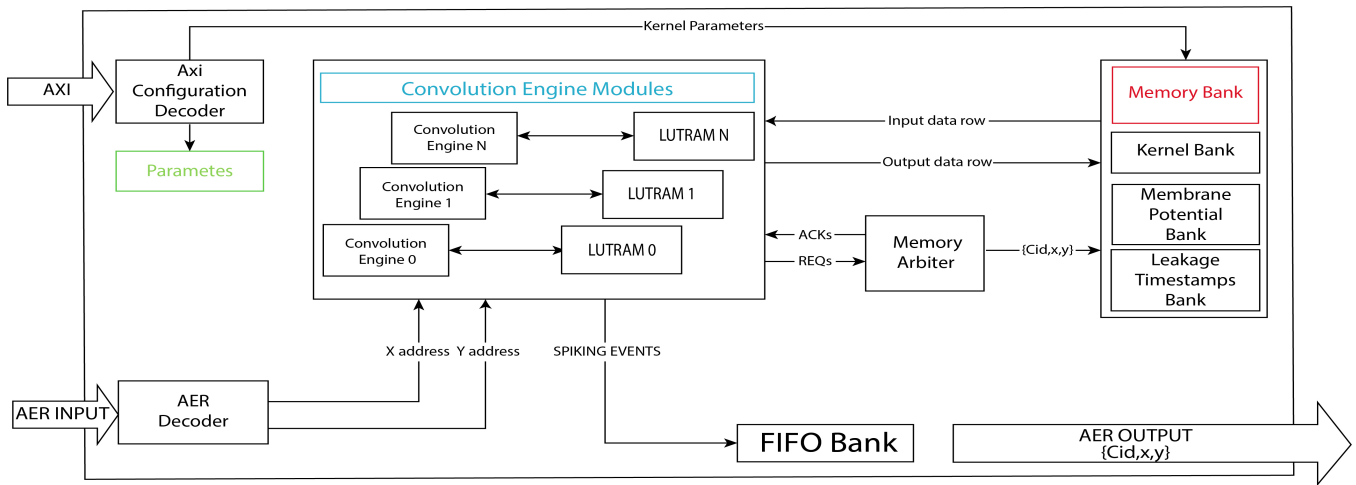 Kernel Parameters
AXI
Axi
Configuration
Decoder
Parametes
Convolution Engine Modules
Convolution
Engine N
LUTRAM N
Convolution
Engine 1
LUTRAM 1
Convolution
Engine 0
LUTRAM 0
Input data row
Output data row
ACKs
REQs
Memory
Arbiter
{Cid,x,y}
Memory Bank
Kernel Bank
Membrane
Potential
Bank
Leakage
Timestamps
Bank
X address
Y address
SPIKING EVENTS
AER INPUT
AER
Decoder
FIFO Bank
AER OUTPUT
{Cid,x,y}